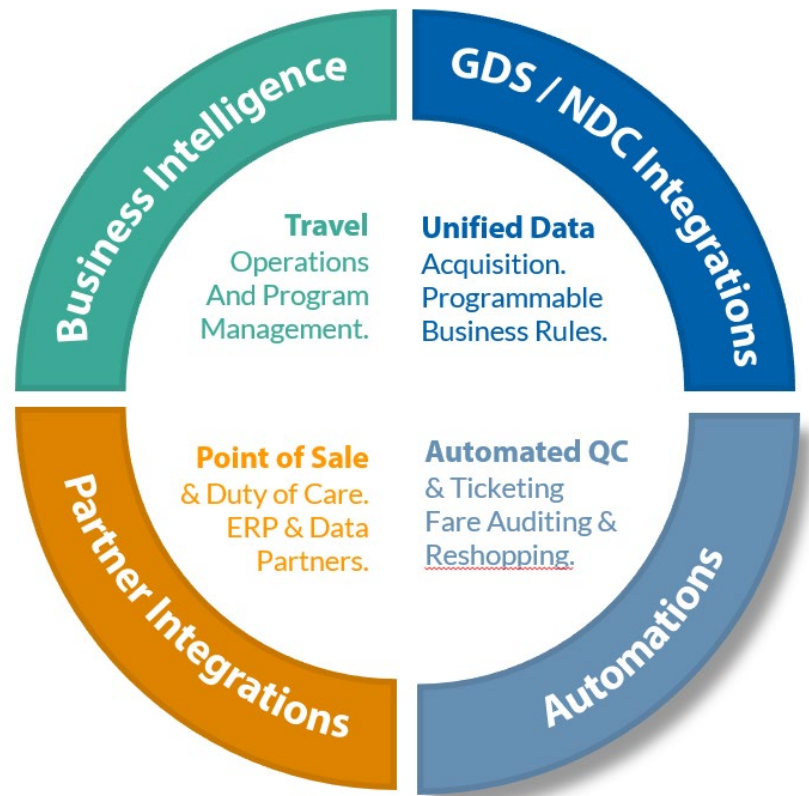 Business Intelligence
Travel
Operations
And Program
Management.
GDS / NDC Integrations
Unified Data
Acquisition.
Programmable
Business Rules.
Partner Integrations
Point of Sale
& Duty of Care.
ERP & Data
Partners.
Automations
Automated QC
& Ticketing
Fare Auditing &
Reshopping.